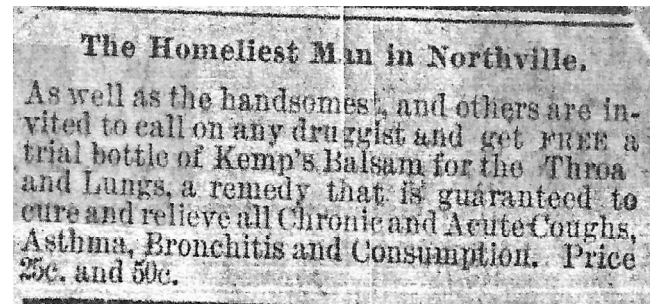 The Homeliest Man in Northville.
As well as the handsomest, and others are in-
vited to call on any druggist and get FREE a
trial bottle of Kemp's Balsam for the Throa
and Lungs, a remedy that is guaranteed to
cure and relieve all Chronic and Acute Coughs,
Asthma, Bronchitis and Consumption. Price
25c. and 50c.